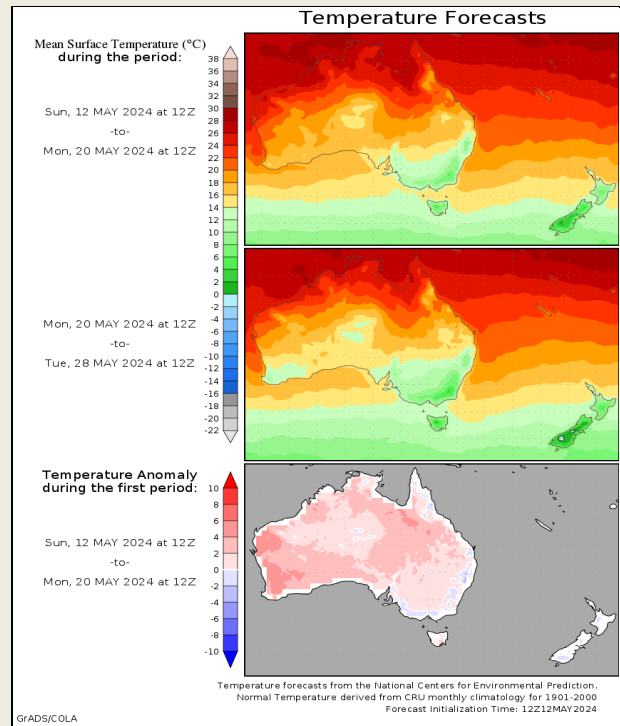 Temperature Forecasts
Mean Surface Temperature (°C)
during the period:
Sun, 12 MAY 2024 at 12Z
-to-
Mon, 20 MAY 2024 at 12Z
38
36
34
32
30
28
26
24
22
20
18
16
14
12
10
8
6
4
2
0
-2
-4
-6
-8
-10
-12
-14
-16
-18
-20
-22
Mon, 20 MAY 2024 at 12Z
-to-
Tue, 28 MAY 2024 at 12Z
Temperature Anomaly
during the first period:
Sun, 12 MAY 2024 at 12Z
-to-
Mon, 20 MAY 2024 at 12Z
10
8
6
4
2
0
-2
-4
-6
-8
-10
Temperature forecasts from the National Centers for Environmental Prediction.
Normal Temperature derived from CRU monthly climatology for 1901-2000
Forecast Initialization Time: 12Z12MAY2024
GrADS/COLA